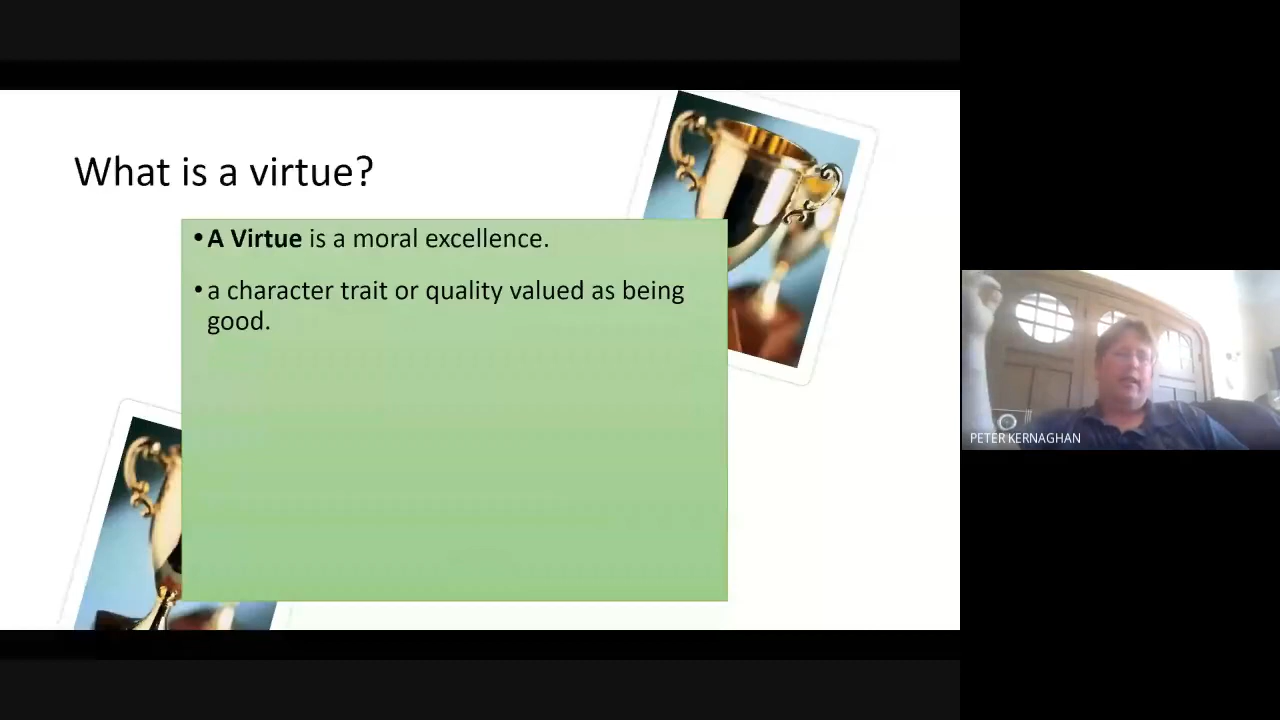 What is a virtue?
•A Virtue is a moral excellence.
•a character trait or quality valued as being
good.
PETER KERNAGHAN